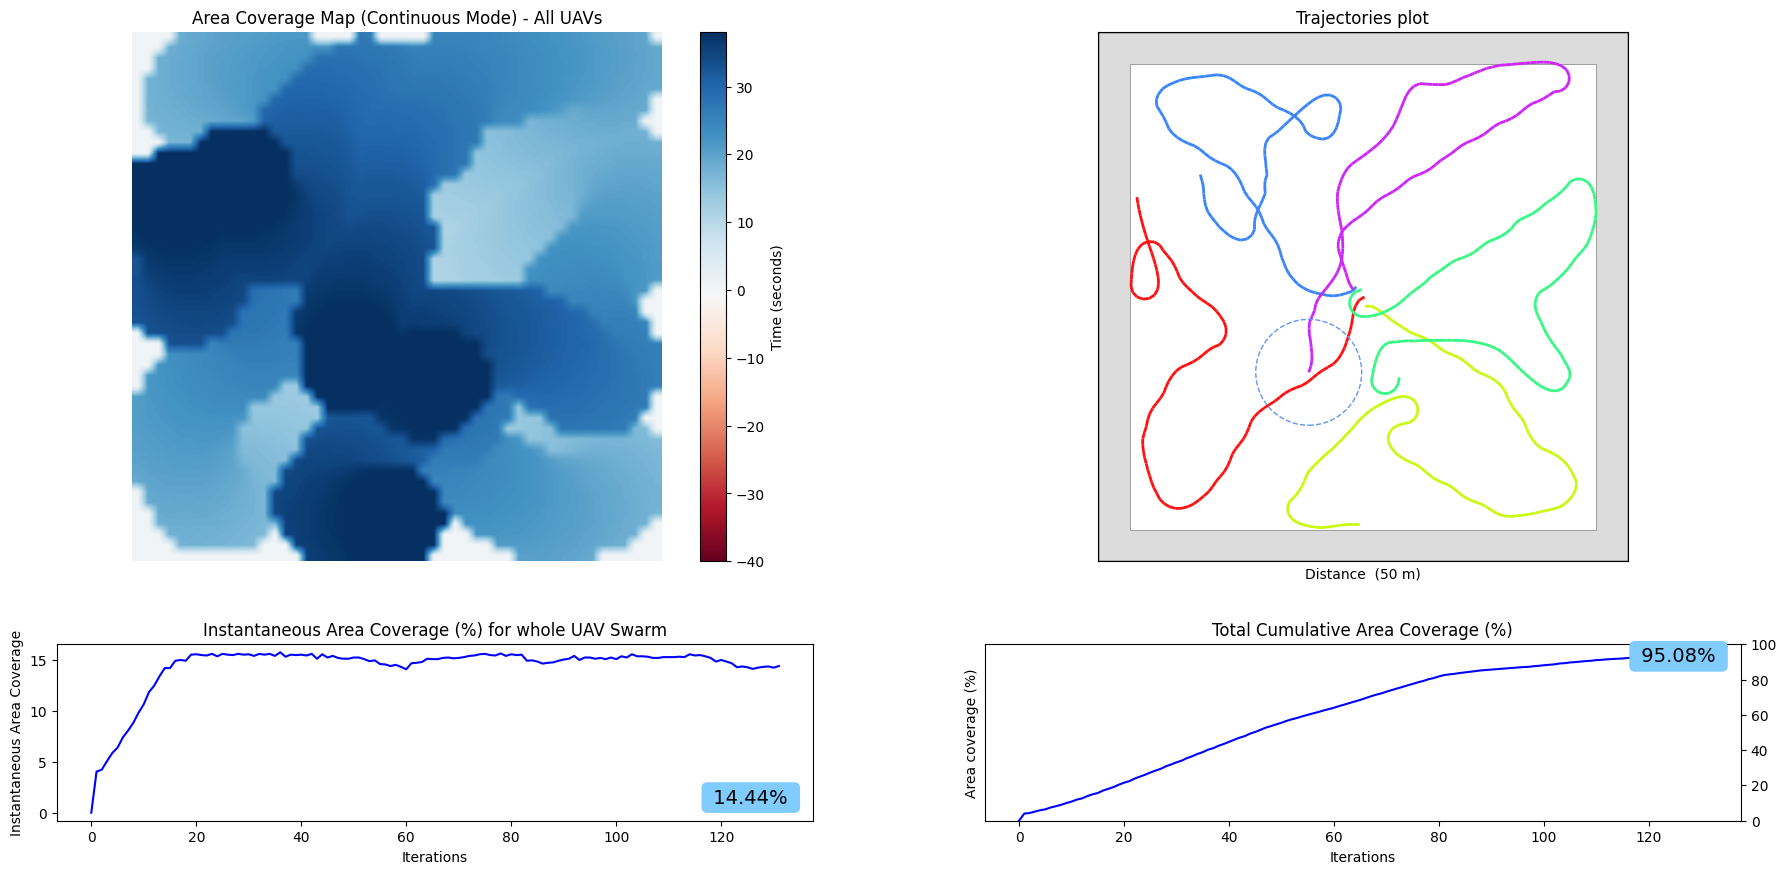 Area Coverage Map (Continuous Mode) - All UAVs
30
20
10
0
−10
−20
−30
−40
Time (seconds)
Trajectories plot
Distance  (50 m)
Instantaneous Area Coverage (%) for whole UAV Swarm
Instantaneous Area Coverage
15
10
5
0
14.44%
0 20 40 60 80 100 120
Iterations
Total Cumulative Area Coverage (%)
Area coverage (%)
95.08%
100
80
60
40
20
0
0 20 40 60 80 100 120
Iterations